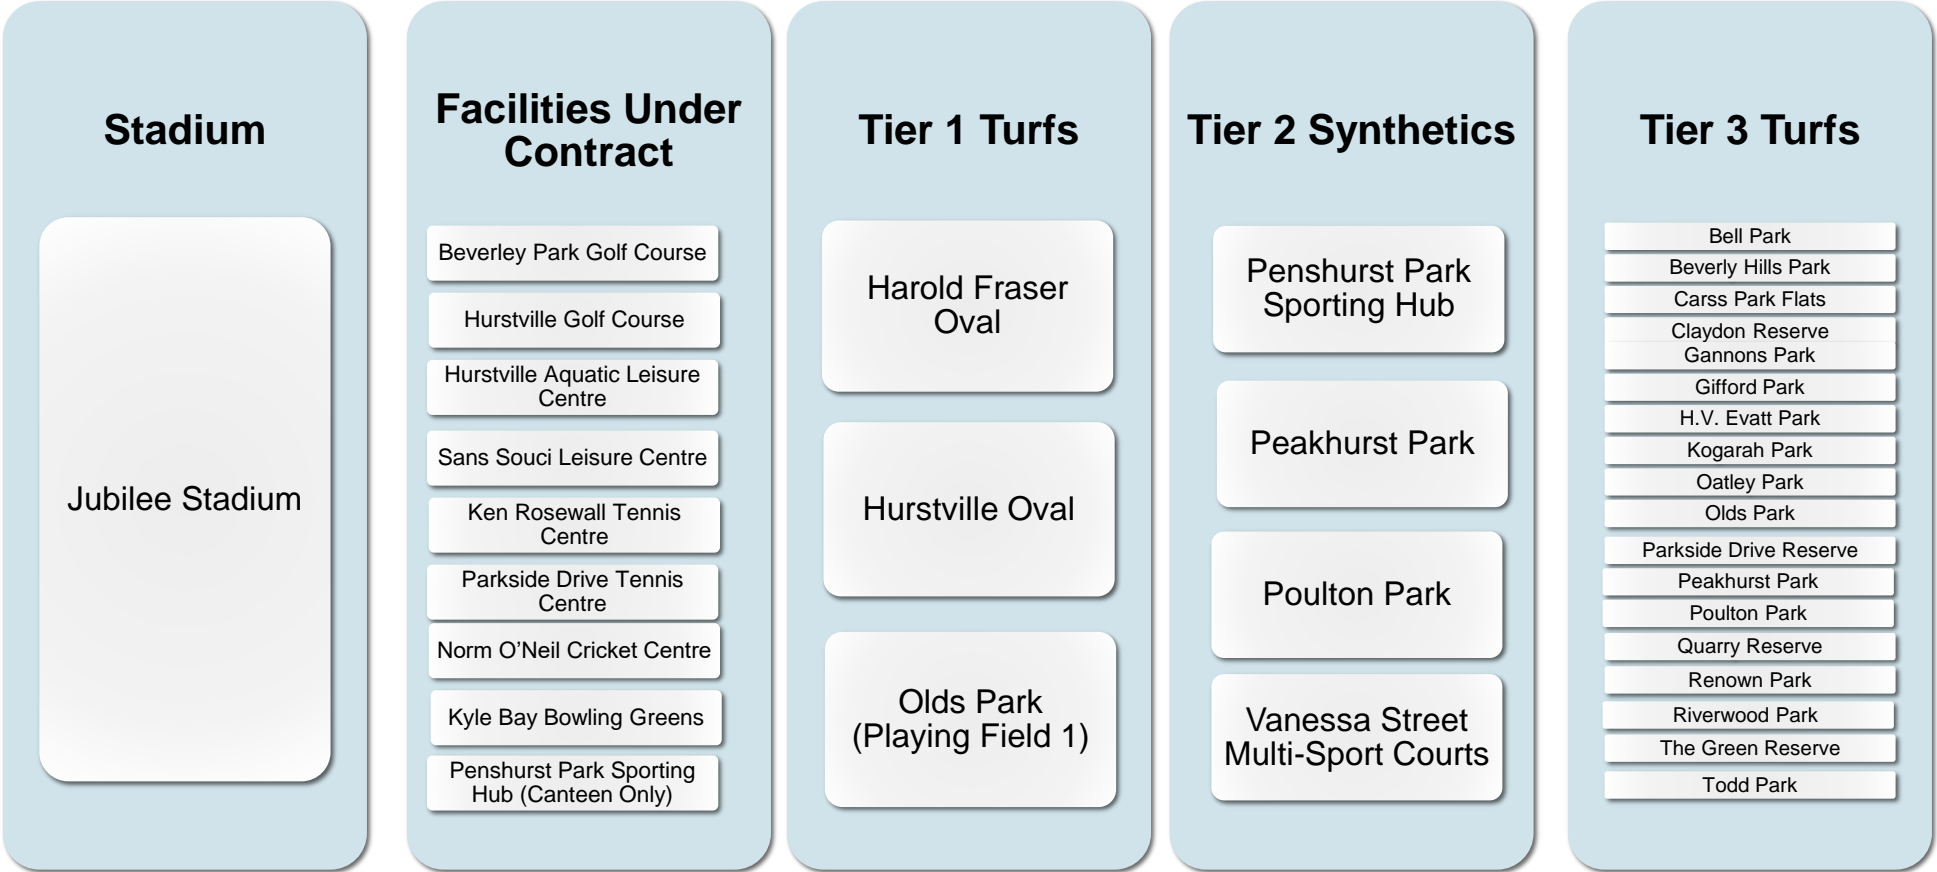 Stadium
Jubilee Stadium
Facilities Under
Contract
Beverley Park Golf Course
Hurstville Golf Course
Hurstville Aquatic Leisure
Centre
Sans Souci Leisure Centre
Ken Rosewall Tennis
Centre
Parkside Drive Tennis
Centre
Norm O’Neil Cricket Centre
Kyle Bay Bowling Greens
Penshurst Park Sporting
Hub (Canteen Only)
Tier 1 Turfs
Harold Fraser
Oval
Hurstville Oval
Olds Park
(Playing Field 1)
Tier 2 Synthetics
Penshurst Park
Sporting Hub
Peakhurst Park
Poulton Park
Vanessa Street
Multi-Sport Courts
Tier 3 Turfs
Bell Park
Beverly Hills Park
Carss Park Flats
Claydon Reserve
Gannons Park
Gifford Park
H.V. Evatt Park
Kogarah Park
Oatley Park
Olds Park
Parkside Drive Reserve
Peakhurst Park
Poulton Park
Quarry Reserve
Renown Park
Riverwood Park
The Green Reserve
Todd Park